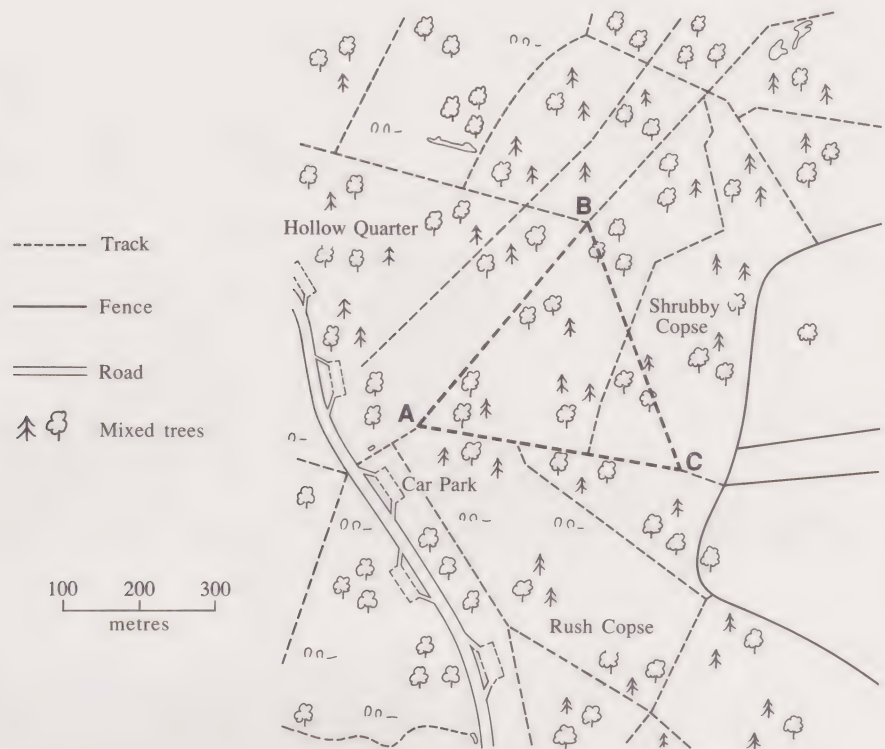 B
Hollow Quarter
Track
Fence
Shrubby
Copse
Road
Mixed trees
A
C
Car Park
100 200 300
metres
Rush Copse